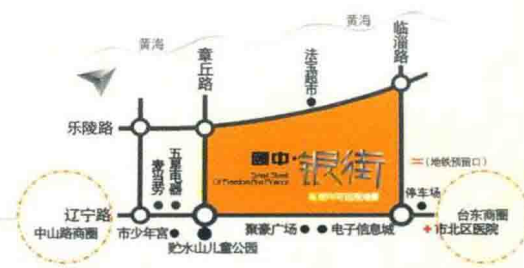 黄海
黄海
临淄路
章丘路
法宝超市
乐陵路
五星电器
麦当劳
國中·银街
（地铁预留口）
停车场
辽宁路
中山路商圈
市少年宫
聚豪广场
电子信息城
台东商圈
市北区医院
贮水山儿童公园